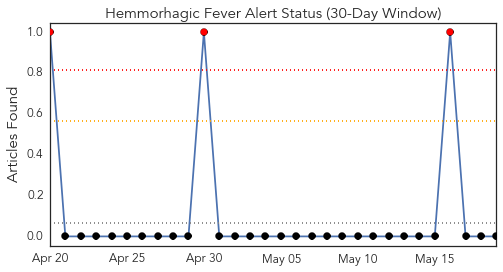 Hemmorhagic Fever Alert Status (30-Day Window)
Articles Found
1.0
0.8
0.6
0.4
0.2
0.0
Apr 20
Apr 25
Apr 30
May 05
May 10
May 15